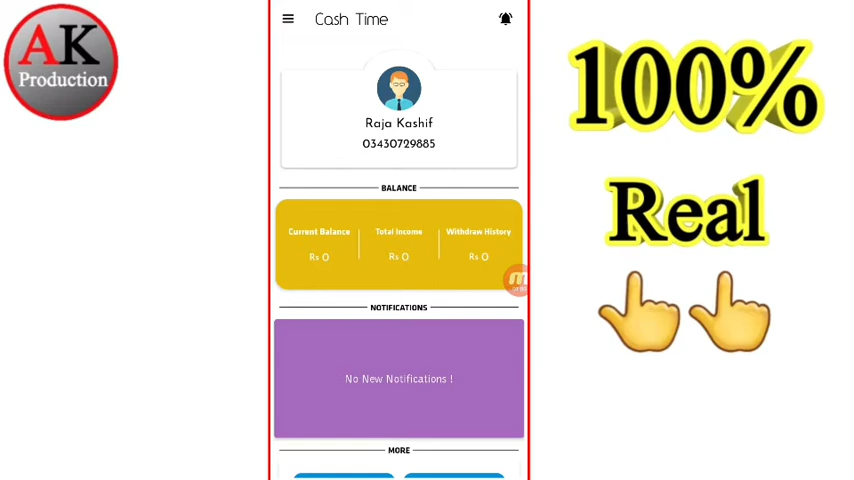 AK
Production
Cash Time
Raja Kashif
03430729885
BALANCE
Current Balance
Total Income
Withdraw History
Rs 0
Rs 0
Rs 0
NOTIFICATIONS
No New Notifications !
MORE
100%
Real